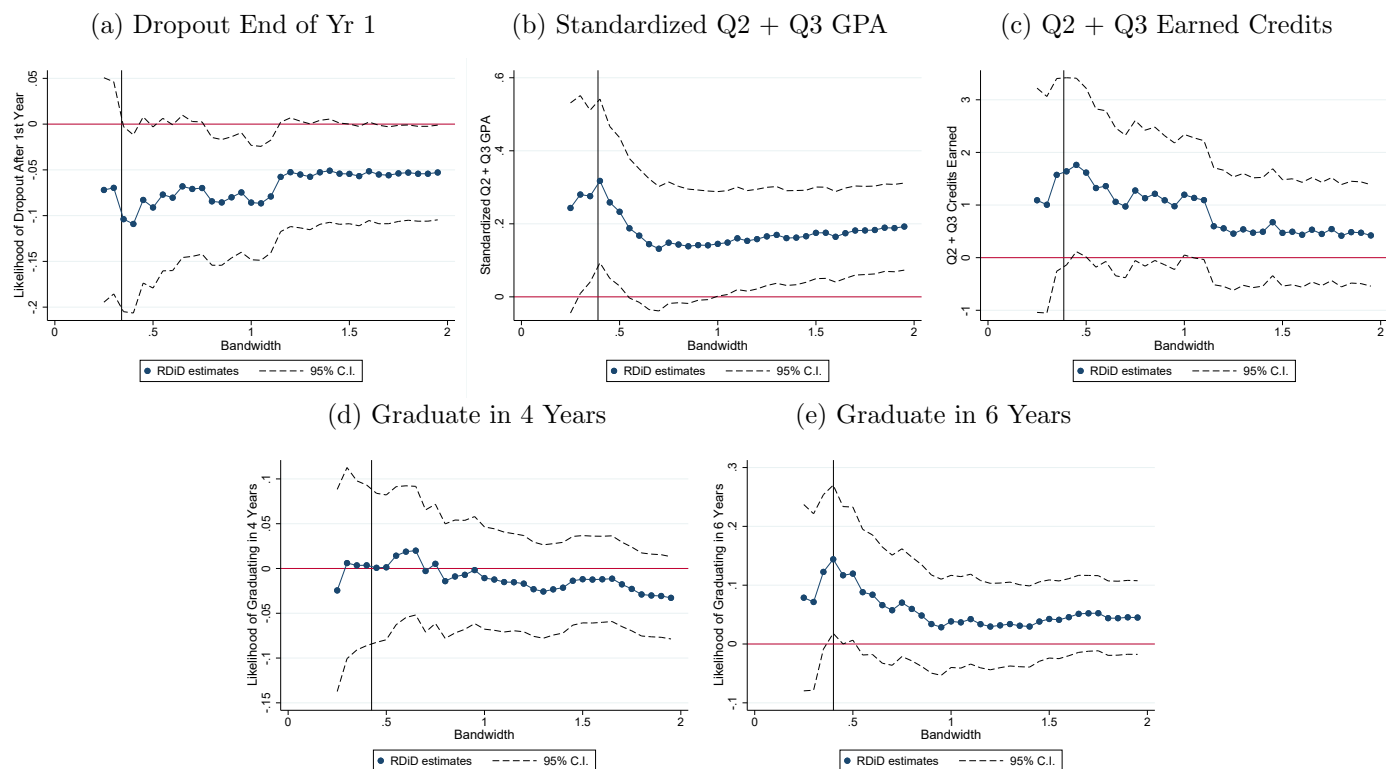 (a) Dropout End of Yr 1
(b) Standardized Q2 + Q3 GPA
(c) Q2 + Q3 Earned Credits
Likelihood of Dropout After 1st Year
.05
0
-.05
-.1
-.15
-.2
0
.5
1
1.5
2
Bandwidth
RDiD estimates
95% C.I.
Standardized Q2 + Q3 GPA
.6
.4
.2
0
0
.5
1
1.5
2
Bandwidth
RDiD estimates
95% C.I.
Q2 + Q3 Credits Earned
3
2
1
0
-1
0
.5
1
1.5
2
Bandwidth
RDiD estimates
95% C.I.
(d) Graduate in 4 Years
(e) Graduate in 6 Years
Likelihood of Graduating in 4 Years
.1
.05
0
-.05
-.1
-.15
0
.5
1
1.5
2
Bandwidth
RDiD estimates
95% C.I.
Likelihood of Graduating in 6 Years
.3
.2
.1
0
-.1
0
.5
1
1.5
2
Bandwidth
RDiD estimates
95% C.I.